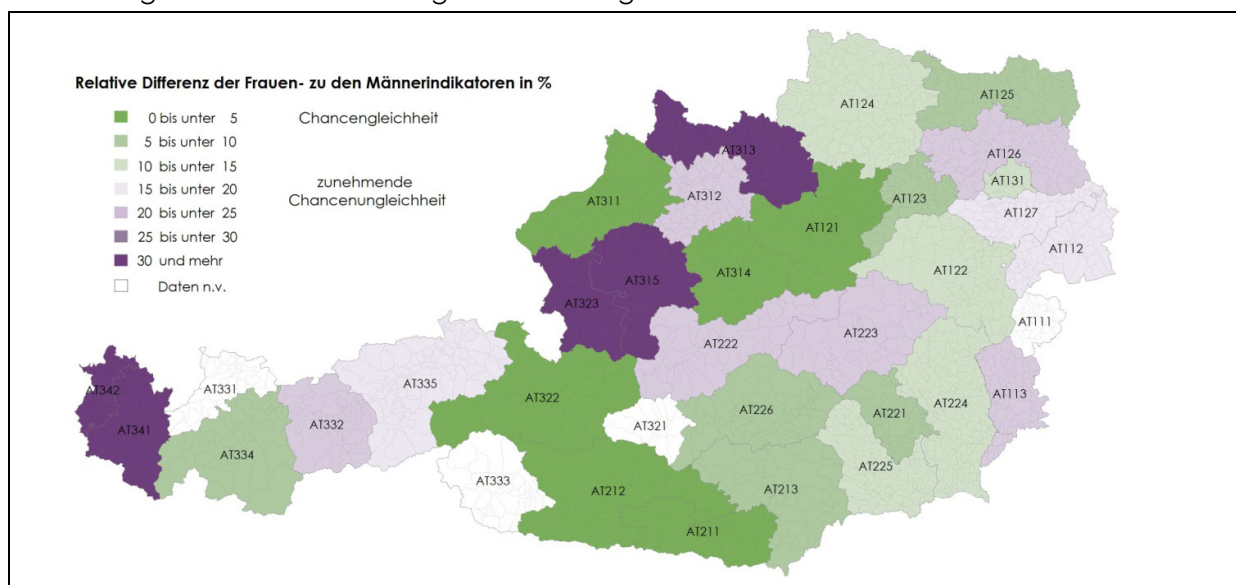 Relative Differenz der Frauen- zu den Männerindikatoren in %
0 bis unter 5 Chancengleichheit
5 bis unter 10
10 bis unter 15
15 bis unter 20 zunehmende
20 bis unter 25 Chancenungleichheit
25 bis unter 30
30 und mehr
Daten n.v.
AT124
AT125
AT313
AT126
AT312
AT131
AT311
AT123
AT127
AT121
AT112
AT314
AT315
AT122
AT323
AT111
AT223
AT222
AT342
AT331
AT335
AT322
AT113
AT332
AT341
AT226
AT221
AT224
AT321
AT334
AT225
AT333
AT212
AT213
AT211